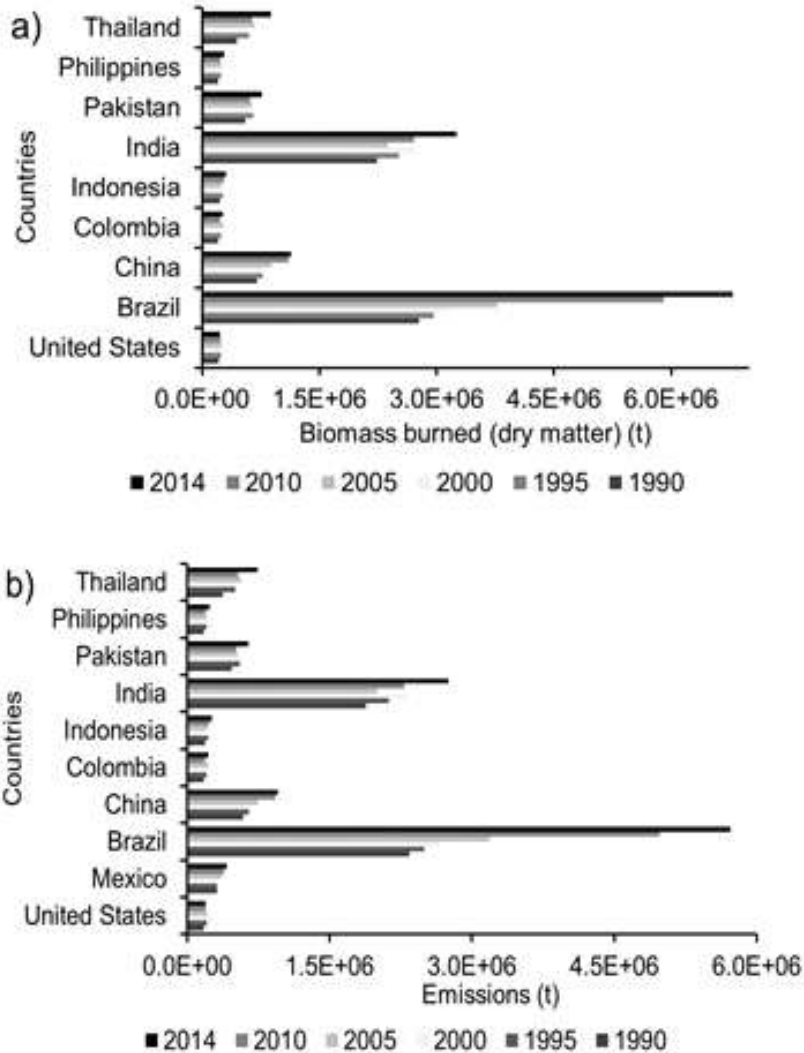 a)
Countries
Thailand
Philippines
Pakistan
India
Indonesia
Colombia
China
Brazil
United States
0.0E+00 1.5E+06 3.0E+06 4.5E+06 6.0E+06
Biomass burned (dry matter) (t)
2014 2010 2005 2000 1995 1990
b)
Countries
Thailand
Philippines
Pakistan
India
Indonesia
Colombia
China
Brazil
Mexico
United States
0.0E+00 1.5E+06 3.0E+06 4.5E+06 6.0E+06
Emissions (t)
2014 2010 2005 2000 1995 1990